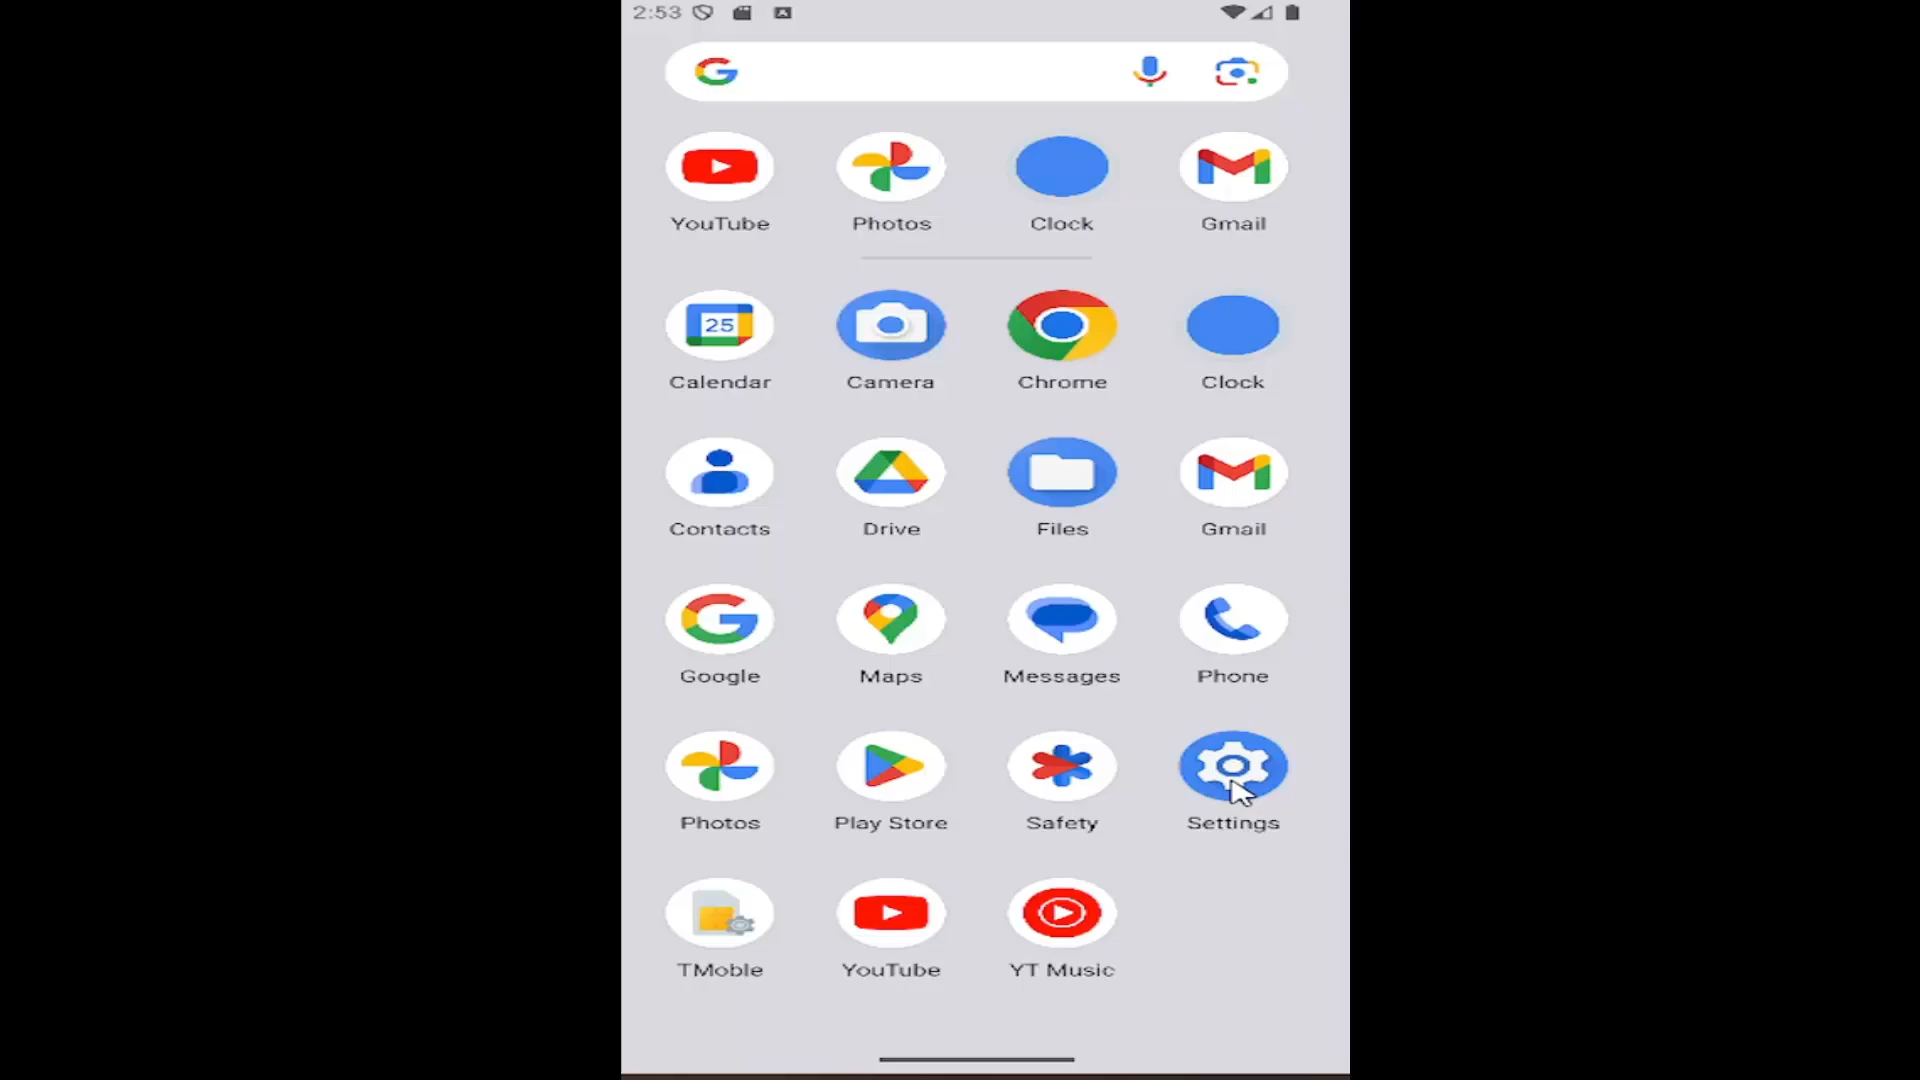 2:53
YouTube Photos Clock Gmail
25
Calendar Camera Chrome Clock
Contacts Drive Files Gmail
Google Maps Messages Phone
Photos Play Store Safety Settings
TMoble YouTube YT Music